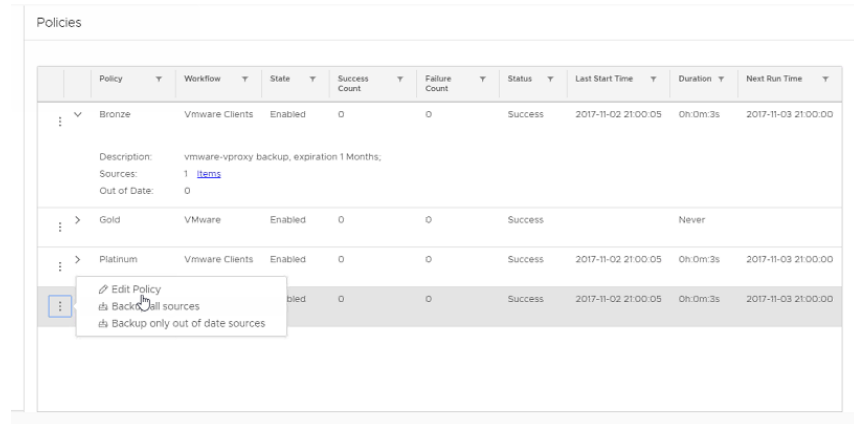 Policies
Policy Workflow State Success Count Failure Count Status Last Start Time Duration Next Run Time
Bronze Vmware Clients Enabled 0 0 Success 2017-11-02 21:00:05 0h:0m:3s 2017-11-03 21:00:00
Description: vmware-vproxy backup, expiration 1 Months;
Sources: 1 Items
Out of Date: 0
Gold VMware Enabled 0 0 Success Never
Platinum Vmware Clients Enabled 0 0 Success 2017-11-02 21:00:05 0h:0m:3s 2017-11-03 21:00:00
Edit Policy
bled 0 0 Success 2017-11-02 21:00:05 0h:0m:3s 2017-11-03 21:00:00
all sources
Backup only out of date sources